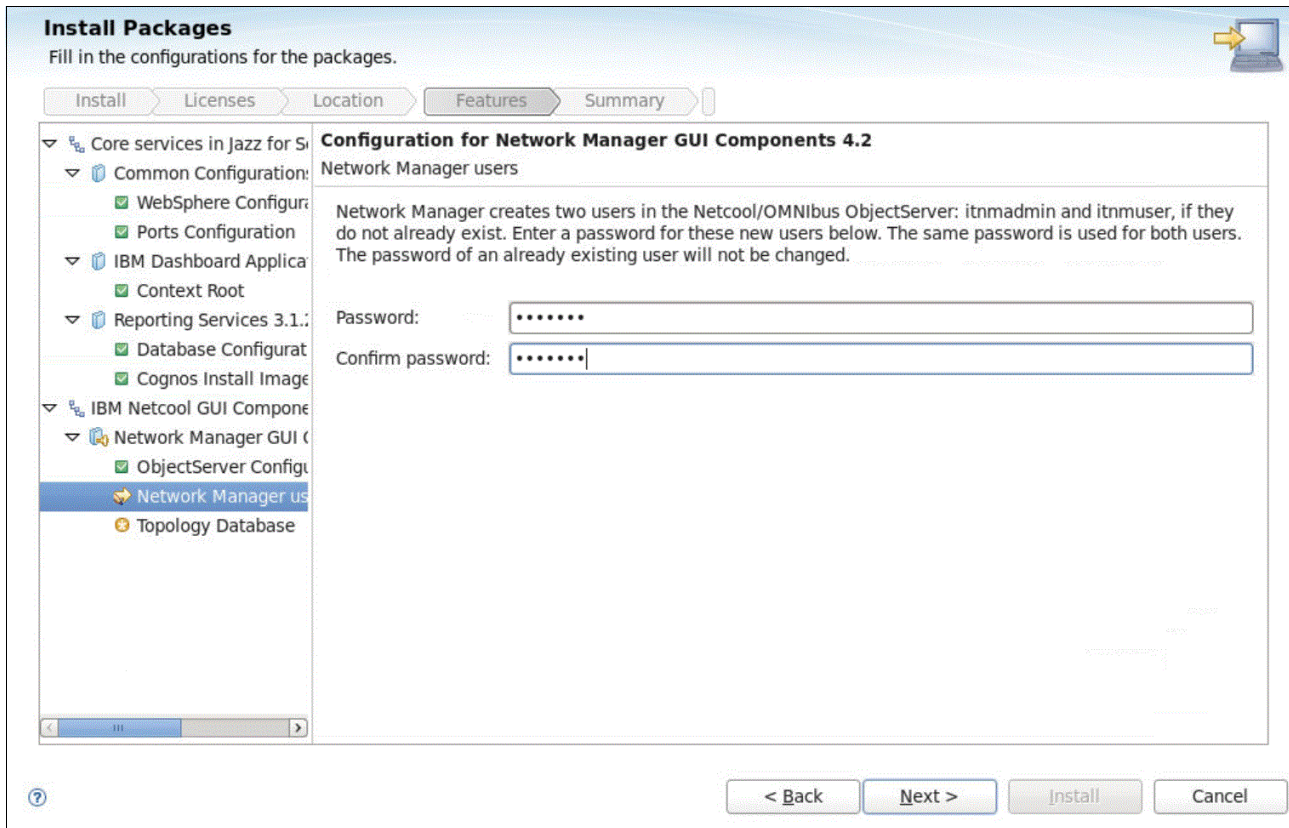 Install Packages
Fill in the configurations for the packages.
Install Licenses Location Features Summary
Core services in Jazz for S
Common Configuration
WebSphere Configura
Ports Configuration
IBM Dashboard Applica
Context Root
Reporting Services 3.1.2
Database Configurat
Cognos Install Image
IBM Netcool GUI Compone
Network Manager GUI
ObjectServer Configu
Network Manager us
Topology Database
Configuration for Network Manager GUI Components 4.2
Network Manager users
Network Manager creates two users in the Netcool/OMNIbus ObjectServer: itnmadmin and itnmuser, if they
do not already exist. Enter a password for these new users below. The same password is used for both users.
The password of an already existing user will not be changed.
Password: •••••••
Confirm password: •••••••
< Back Next > Install Cancel